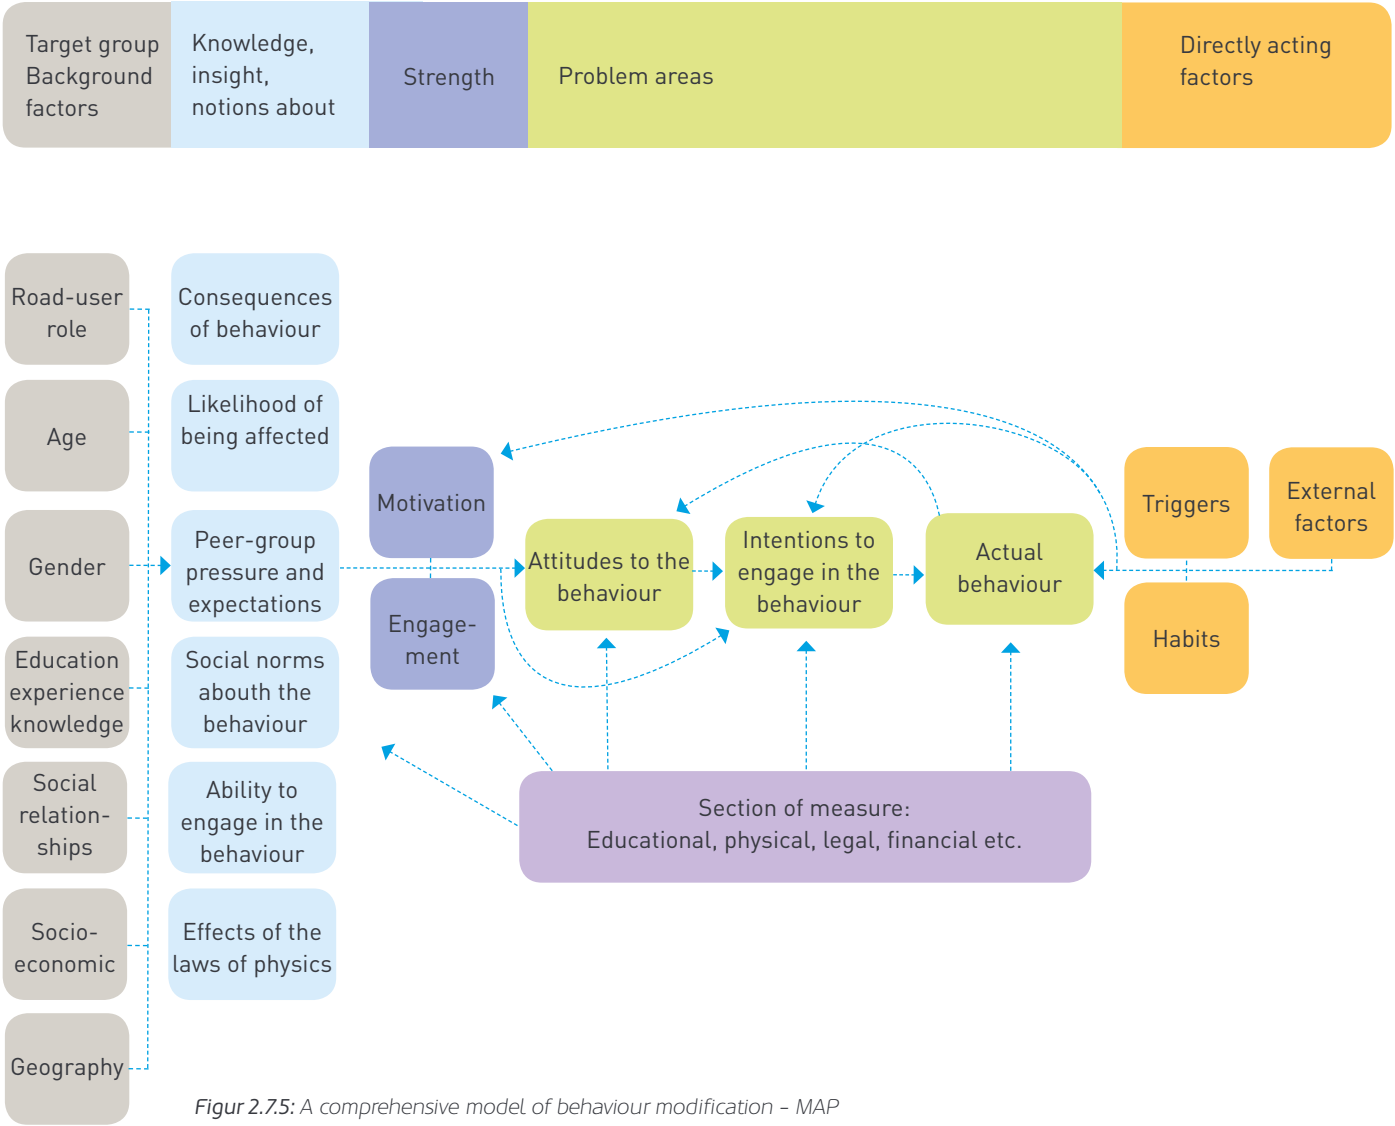 Target group
Background
factors
Knowledge,
insight,
notions about
Strength
Problem areas
Directly acting
factors
Road-user
role
Age
Gender
Education
experience
knowledge
Social
relation-
ships
Socio-
economic
Geography
Consequences
of behaviour
Likelihood of
being affected
Peer-group
pressure and
expectations
Social norms
abouth the
behaviour
Ability to
engage in the
behaviour
Effects of the
laws of physics
Motivation
Engage-
ment
Attitudes to the
behaviour
Intentions to
engage in the
behaviour
Actual
behaviour
Triggers
Habits
External
factors
Section of measure:
Educational, physical, legal, financial etc.
Figur 2.7.5: A comprehensive model of behaviour modification – MAP